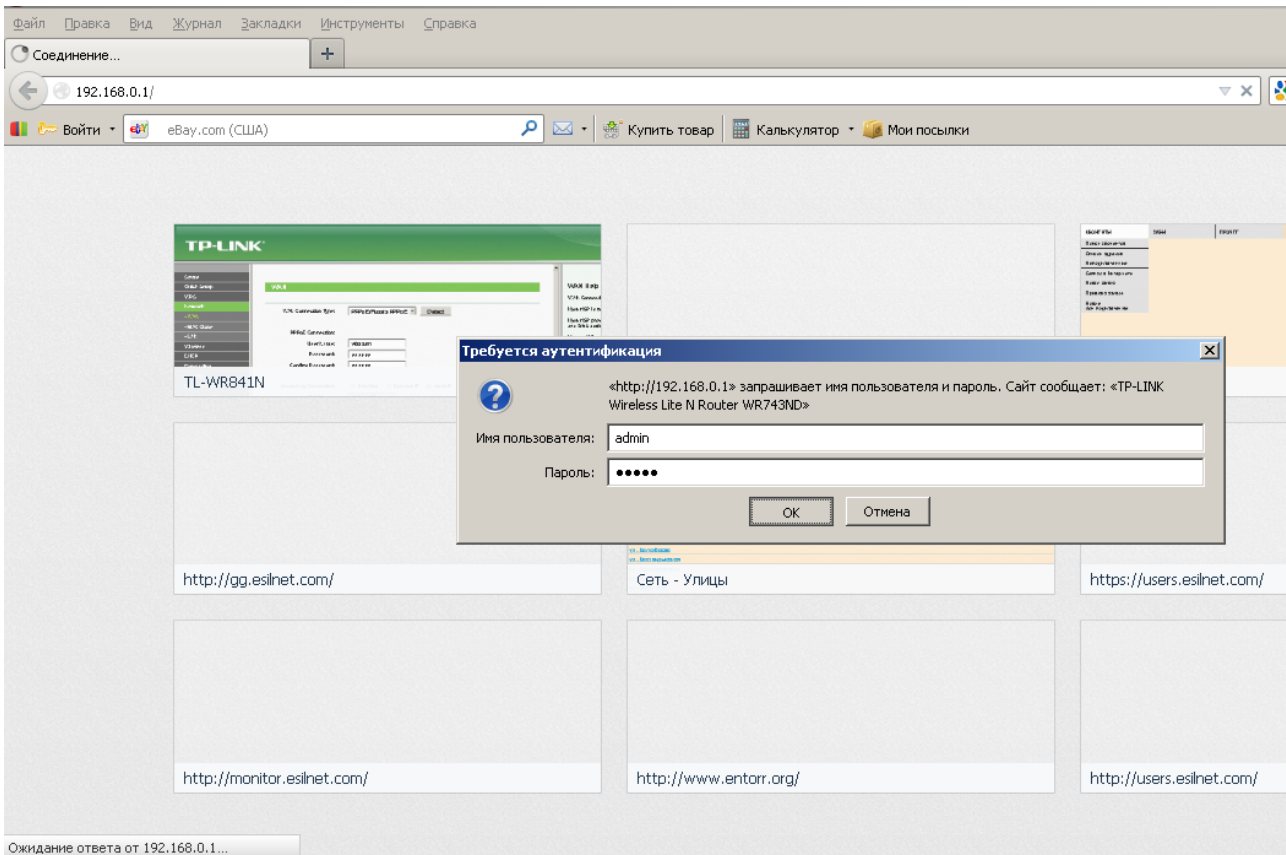 Файл Правка Вид Журнал Закладки Инструменты Справка
Соединение... +
192.168.0.1/
Войти eBay.com (США) Купить товар Калькулятор Мои посылки
TP-LINK
WAN
TL-WR841N
Требуется аутентификация
«http://192.168.0.1» запрашивает имя пользователя и пароль. Сайт сообщает: «TP-LINK
Wireless Lite N Router WR743ND»
Имя пользователя: admin
Пароль: •••••
OK Отмена
http://gg.esilnet.com/
Сеть - Улицы
https://users.esilnet.com/
http://monitor.esilnet.com/
http://www.entorr.org/
http://users.esilnet.com/
Ожидание ответа от 192.168.0.1...